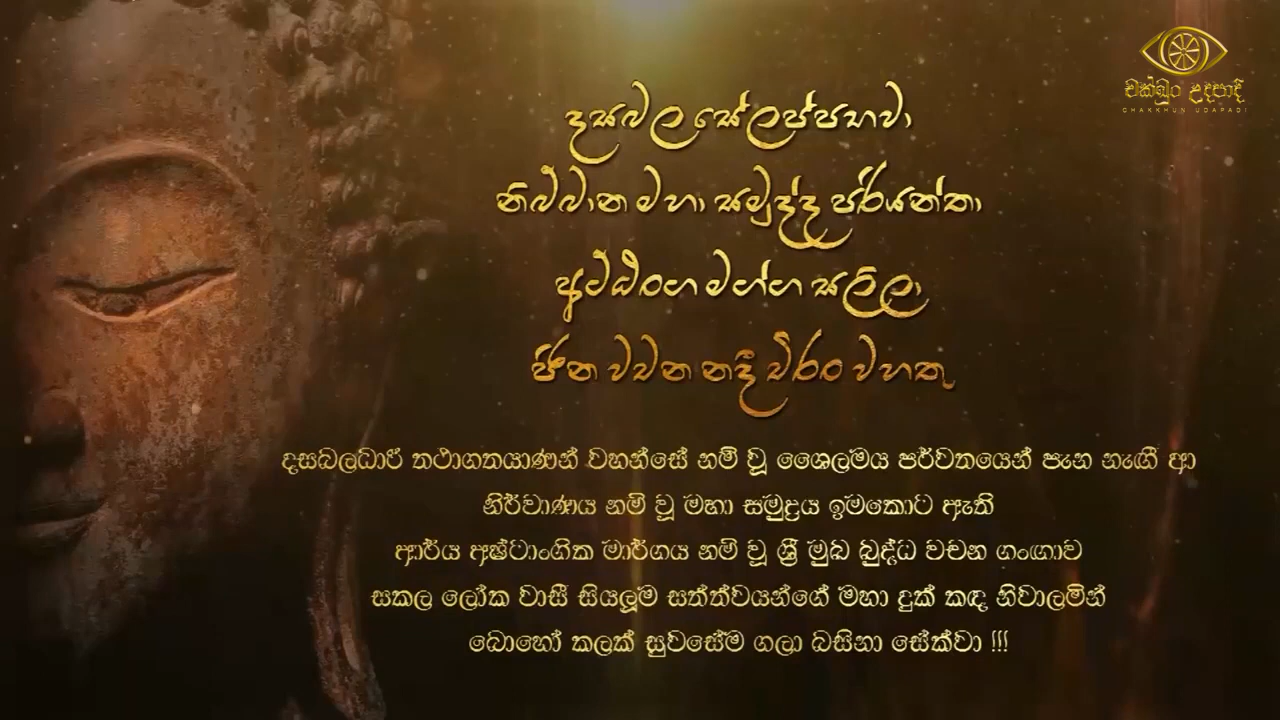 චක්ඛුං උදපාදි
CHAKKHUN UDAPADI
දසබල සේලප්පභවා
නිබ්බාන මහා සමුද්ද පරියන්තා
අට්ඨංග මග්ග සලිලා
ජින වචන නදී චිරං වහතු
දසබලධාරී තථාගතයාණන් වහන්සේ නම් වූ ශෛලමය පර්වතයෙන් පැන නැඟී ආ
නිර්වාණය නම් වූ මහා සමුද්‍රය ඉමකොට ඇති
ආර්ය අෂ්ටාංගික මාර්ගය නම් වූ ශ්‍රී මුඛ බුද්ධ වචන ගංඟාව
සකල ලෝක වාසී සියලූම සත්ත්වයන්ගේ මහා දුක් කඳ නිවාලමින්
බොහෝ කලක් සුවසේම ගලා බසිනා සේක්වා !!!